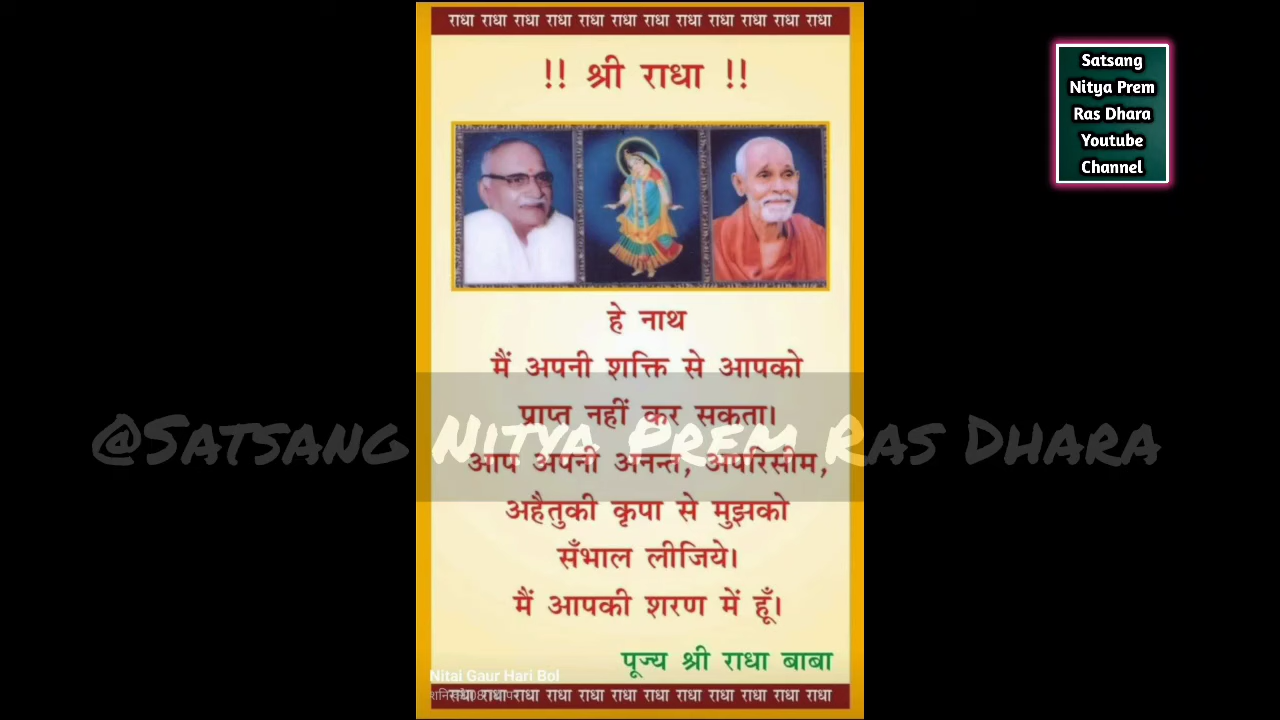 राधा राधा राधा राधा राधा राधा राधा राधा राधा राधा राधा राधा
!! श्री राधा !!
Satsang
Nitya Prem
Ras Dhara
Youtube
Channel
हे नाथ
मैं अपनी शक्ति से आपको
प्राप्त नहीं कर सकता।
@Satsang Nitya Prem Ras Dhara
आप अपनी अनन्त, अपरिसीम,
अहैतुकी कृपा से मुझको
सँभाल लीजिये।
मैं आपकी शरण में हूँ।
पूज्य श्री राधा बाबा
Nitai Gaur Hari Bol
राधा राधा राधा राधा राधा राधा राधा राधा राधा राधा राधा राधा